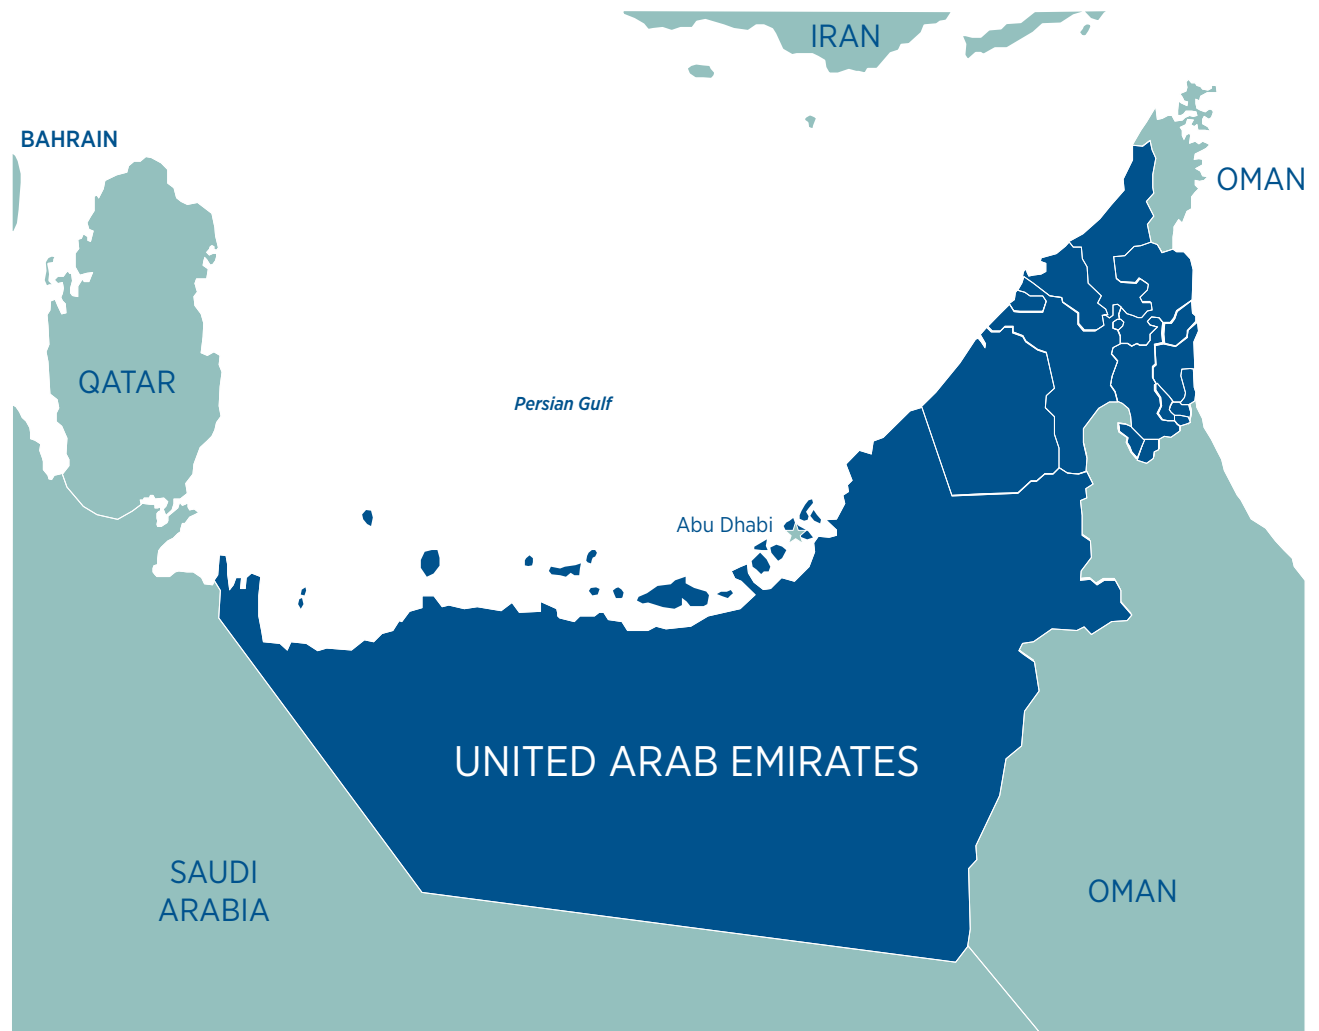 IRAN
BAHRAIN
OMAN
QATAR
Persian Gulf
Abu Dhabi
UNITED ARAB EMIRATES
SAUDI
ARABIA
OMAN